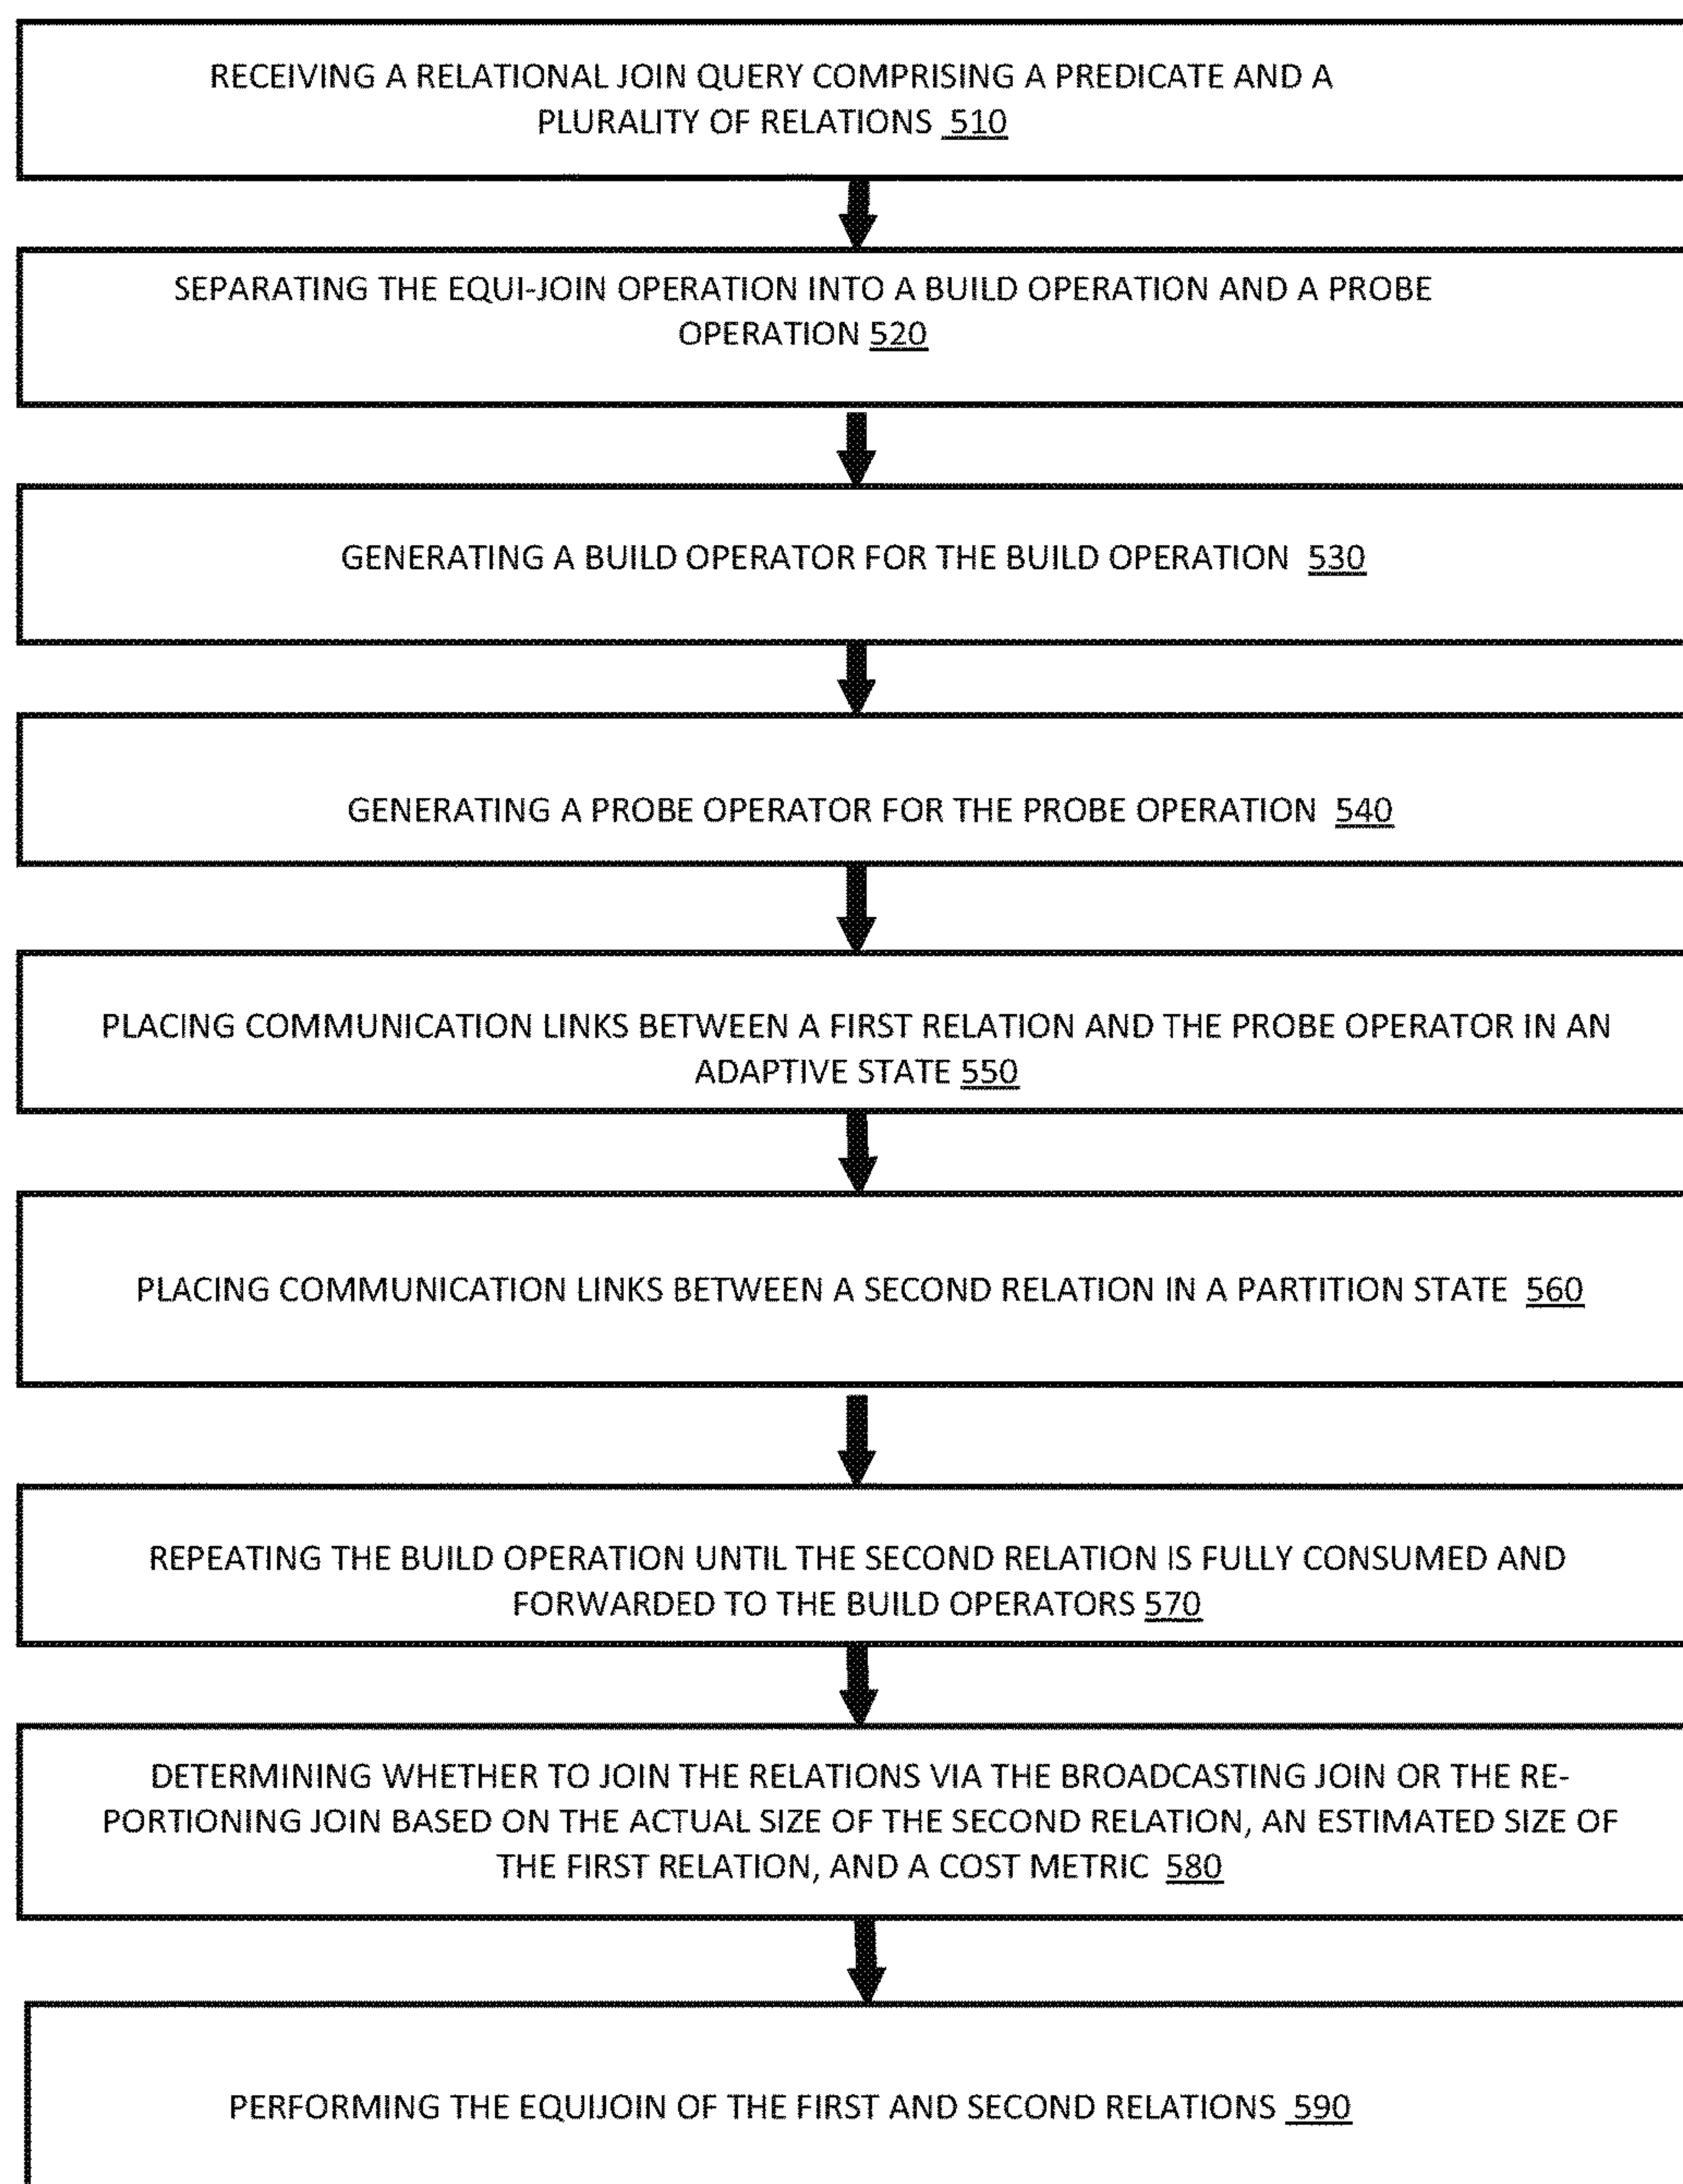 RECEIVING A RELATIONAL JOIN QUERY COMPRISING A PREDICATE AND A
PLURALITY OF RELATIONS 510
SEPARATING THE EQUI-JOIN OPERATION INTO A BUILD OPERATION AND A PROBE
OPERATION 520
GENERATING A BUILD OPERATOR FOR THE BUILD OPERATION 530
GENERATING A PROBE OPERATOR FOR THE PROBE OPERATION 540
PLACING COMMUNICATION LINKS BETWEEN A FIRST RELATION AND THE PROBE OPERATOR IN AN
ADAPTIVE STATE 550
PLACING COMMUNICATION LINKS BETWEEN A SECOND RELATION IN A PARTITION STATE 560
REPEATING THE BUILD OPERATION UNTIL THE SECOND RELATION IS FULLY CONSUMED AND
FORWARDED TO THE BUILD OPERATORS 570
DETERMINING WHETHER TO JOIN THE RELATIONS VIA THE BROADCASTING JOIN OR THE RE-
PORTIONING JOIN BASED ON THE ACTUAL SIZE OF THE SECOND RELATION, AN ESTIMATED SIZE OF
THE FIRST RELATION, AND A COST METRIC 580
PERFORMING THE EQUIJOIN OF THE FIRST AND SECOND RELATIONS 590